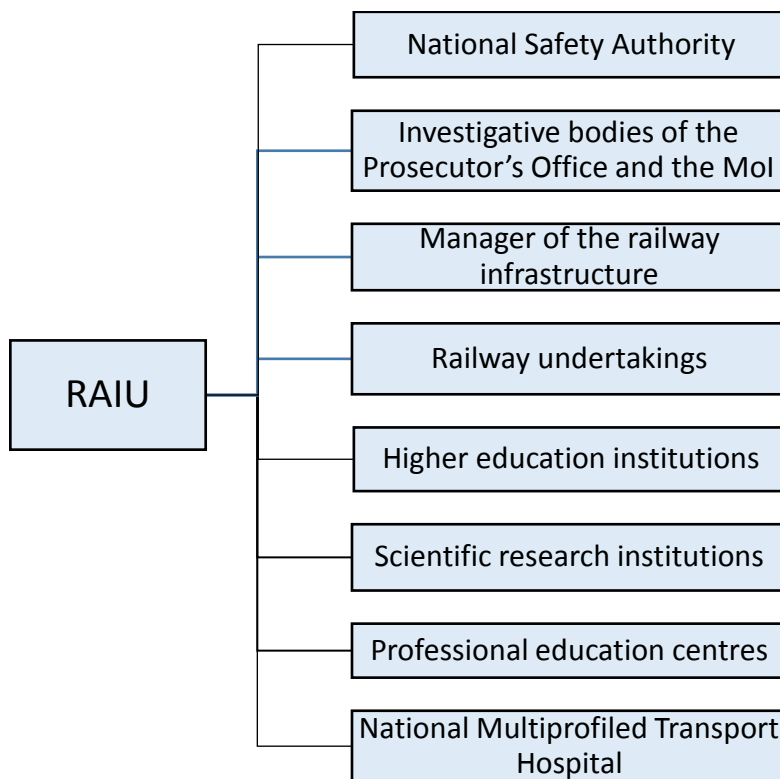 National Safety Authority
Investigative bodies of the
Prosecutor’s Office and the MoI
Manager of the railway
infrastructure
Railway undertakings
RAIU
Higher education institutions
Scientific research institutions
Professional education centres
National Multiprofiled Transport
Hospital